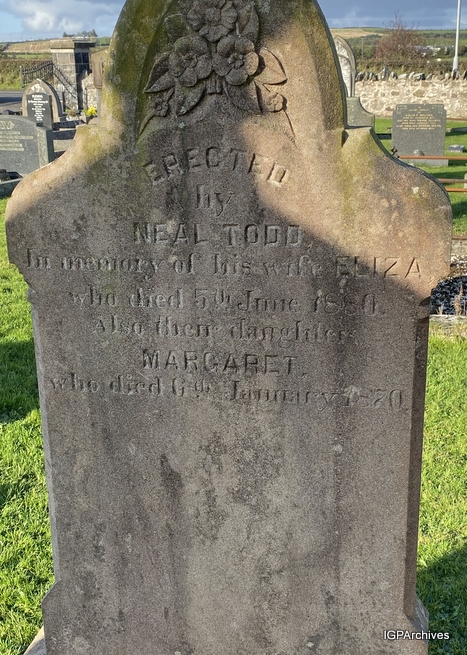 ERECTED
by
NEAL TODD
In memory of his wife ELIZA
who died 5th June
Also their daughter
MARGARET.
who died 6th January 1870.
IGPArchives